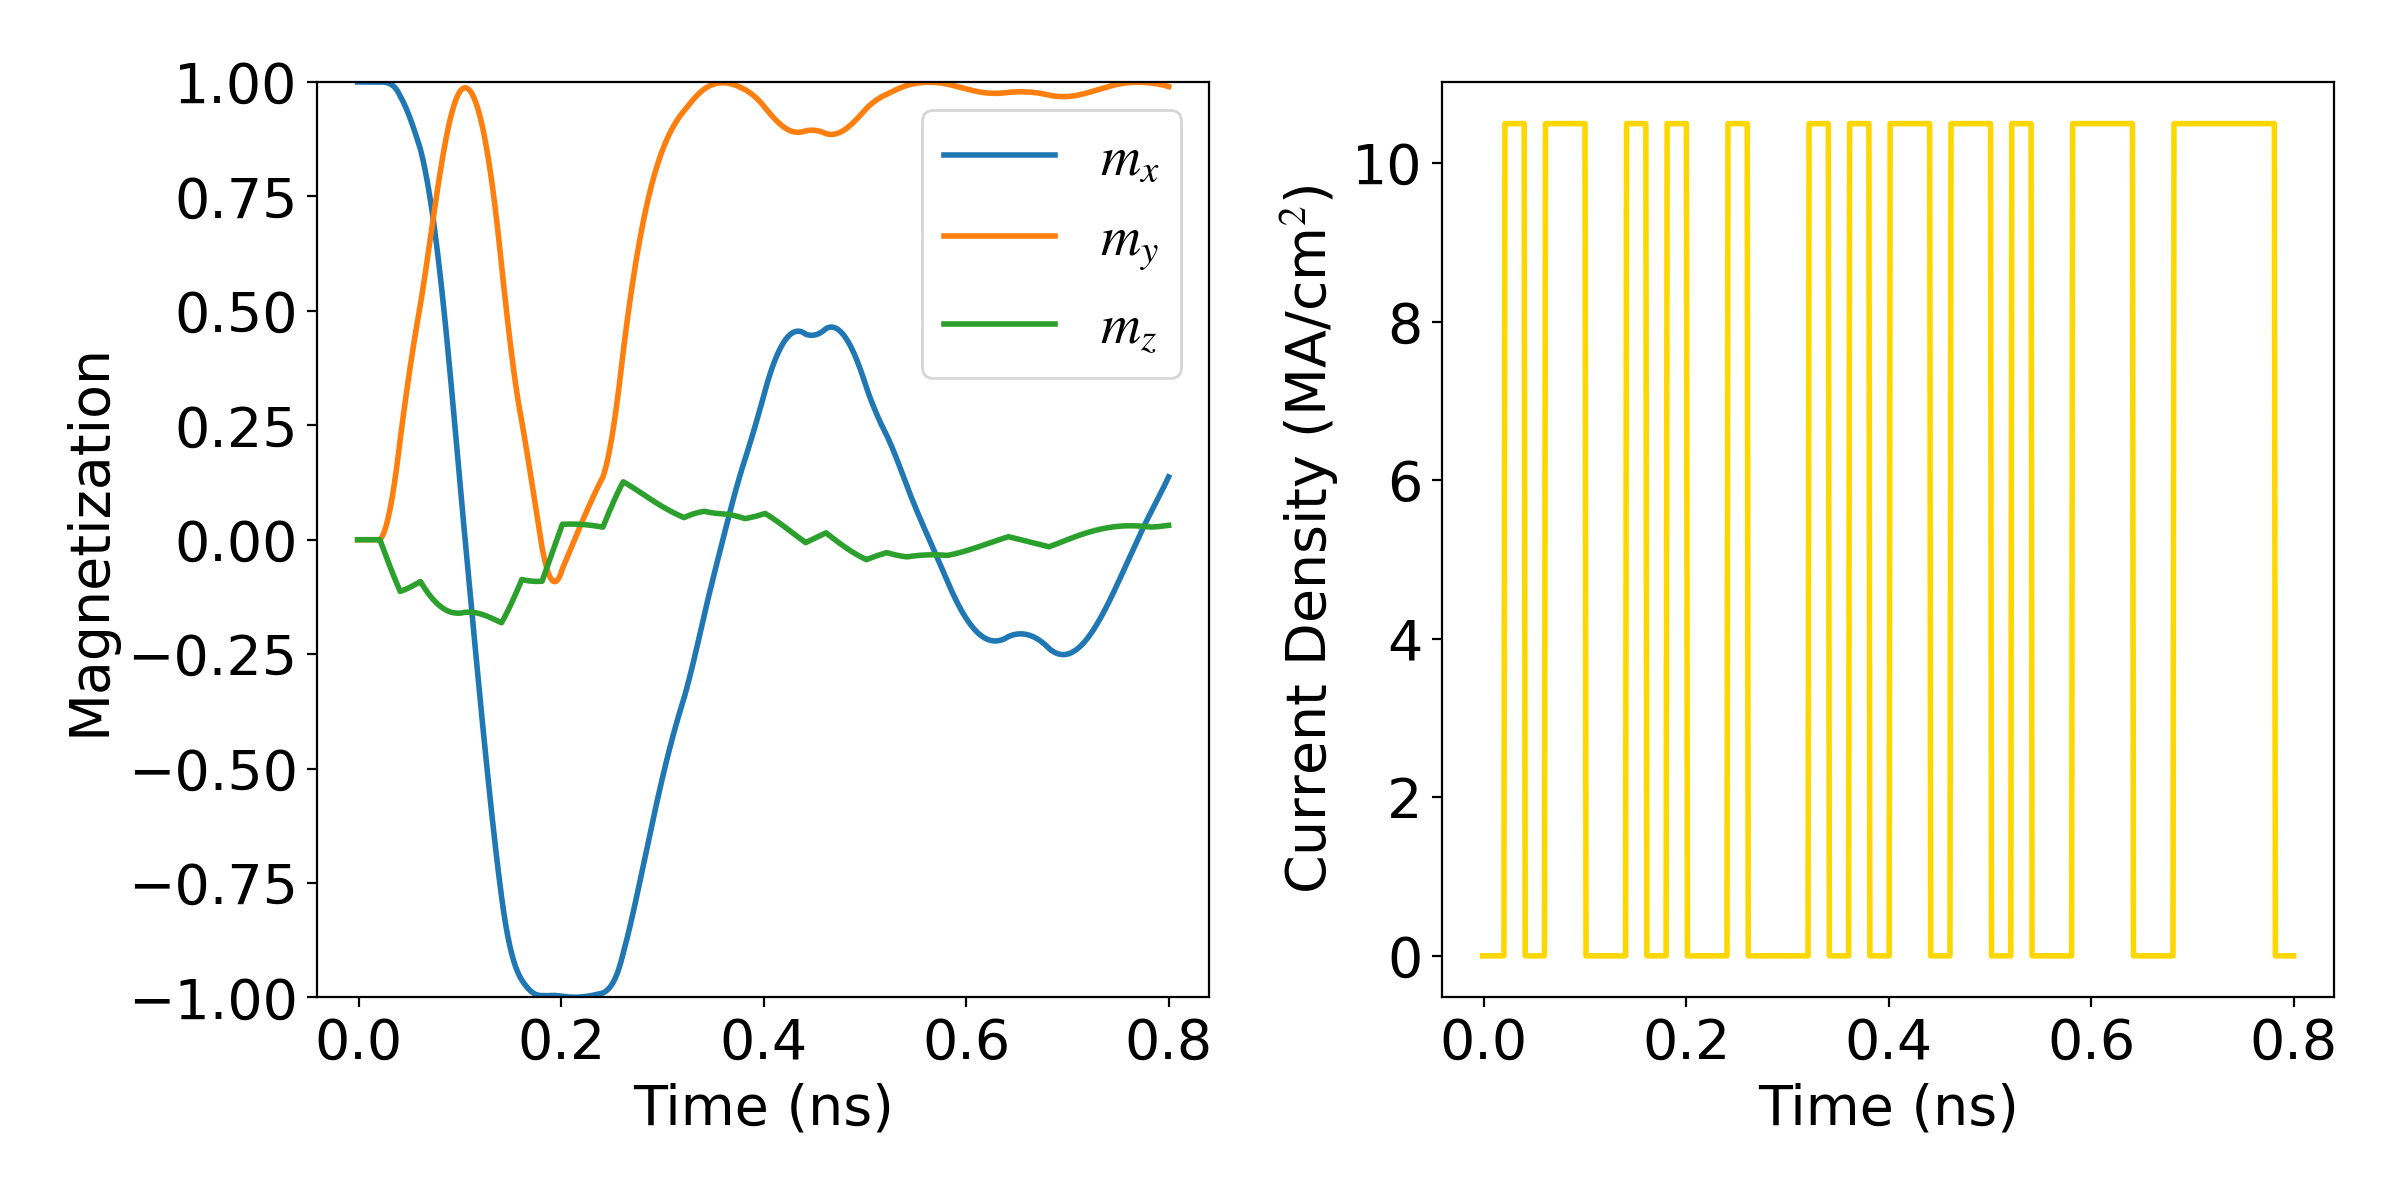 1.00
0.75
0.50
0.25
0.00
−0.25
−0.50
−0.75
−1.00
Magnetization
0.0 0.2 0.4 0.6 0.8
Time (ns)
m_x
m_y
m_z
10
8
6
4
2
0
Current Density (MA/cm²)
0.0 0.2 0.4 0.6 0.8
Time (ns)